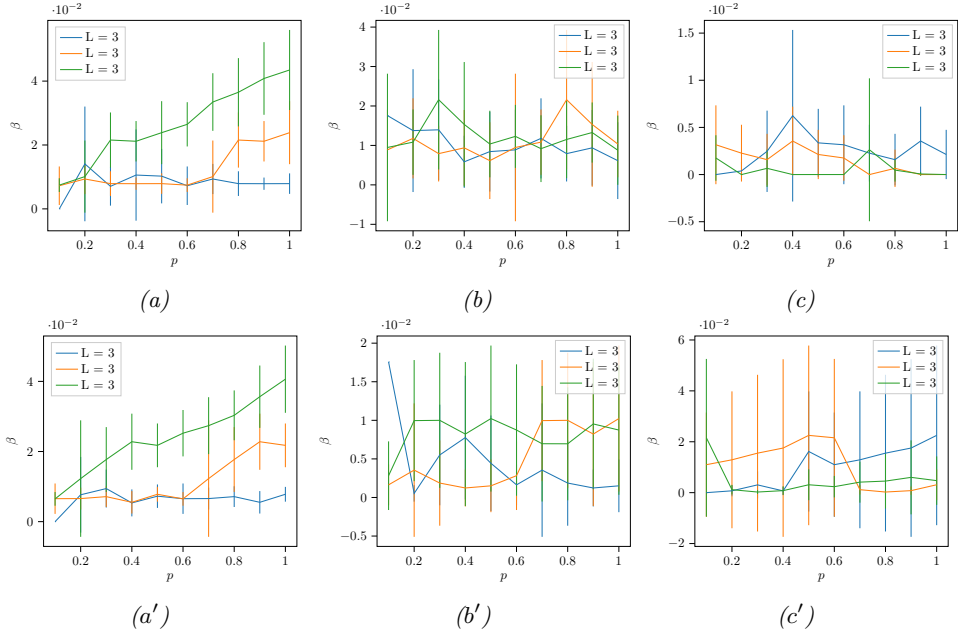 ·10⁻²
4
2
0
β
0.2 0.4 0.6 0.8 1
p
L = 3
L = 3
L = 3
(a)
·10⁻²
4
3
2
1
0
−1
β
0.2 0.4 0.6 0.8 1
p
L = 3
L = 3
L = 3
(b)
·10⁻²
1.5
1
0.5
0
−0.5
β
0.2 0.4 0.6 0.8 1
p
L = 3
L = 3
L = 3
(c)
·10⁻²
4
2
0
β
0.2 0.4 0.6 0.8 1
p
L = 3
L = 3
L = 3
(a′)
·10⁻²
2
1.5
1
0.5
0
−0.5
β
0.2 0.4 0.6 0.8 1
p
L = 3
L = 3
L = 3
(b′)
·10⁻²
6
4
2
0
−2
β
0.2 0.4 0.6 0.8 1
p
L = 3
L = 3
L = 3
(c′)